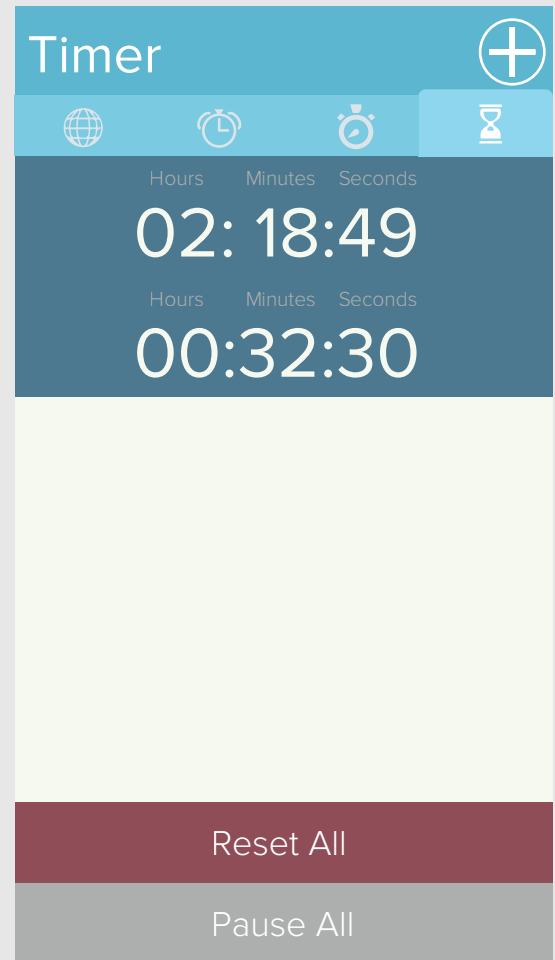 Timer
Hours Minutes Seconds
02: 18:49
Hours Minutes Seconds
00:32:30
Reset All
Pause All